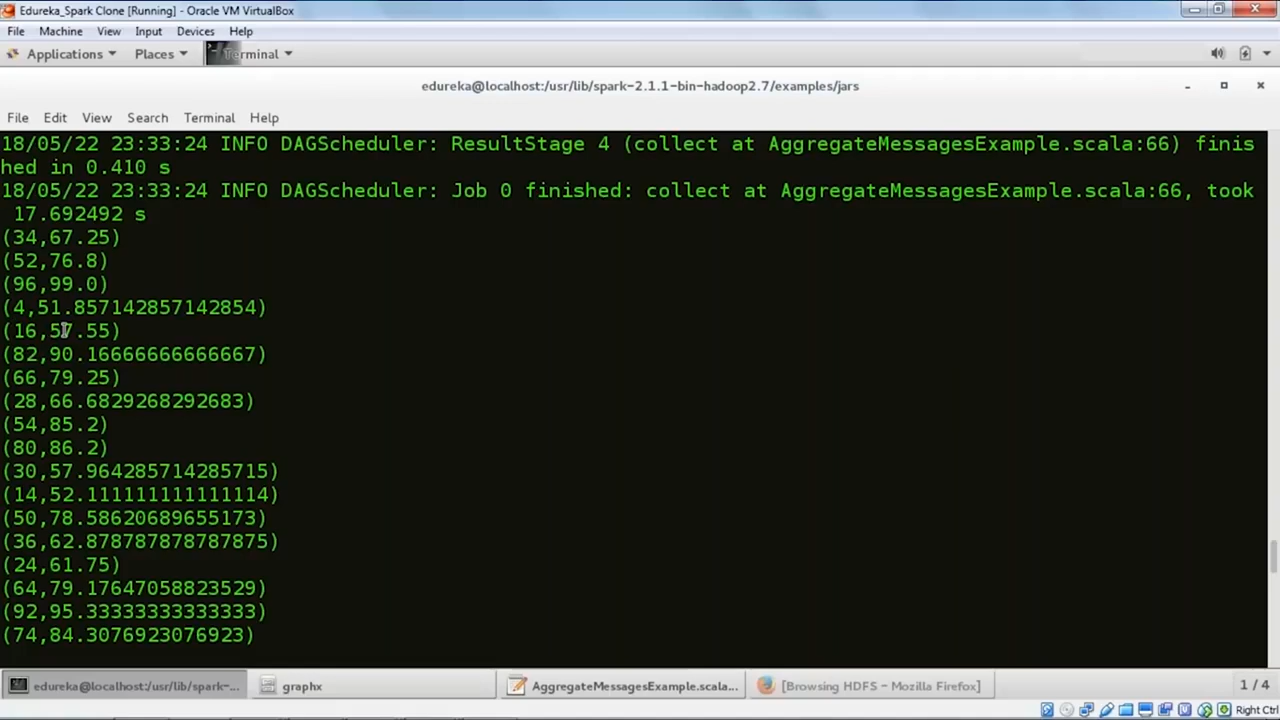 Edureka_Spark Clone [Running] - Oracle VM VirtualBox
File Machine View Input Devices Help
Applications Places Terminal
edureka@localhost:/usr/lib/spark-2.1.1-bin-hadoop2.7/examples/jars
File Edit View Search Terminal Help
18/05/22 23:33:24 INFO DAGScheduler: ResultStage 4 (collect at AggregateMessagesExample.scala:66) finis
hed in 0.410 s
18/05/22 23:33:24 INFO DAGScheduler: Job 0 finished: collect at AggregateMessagesExample.scala:66, took
17.692492 s
(34,67.25)
(52,76.8)
(96,99.0)
(4,51.857142857142854)
(16,57.55)
(82,90.16666666666667)
(66,79.25)
(28,66.6829268292683)
(54,85.2)
(80,86.2)
(30,57.964285714285715)
(14,52.111111111111114)
(50,78.58620689655173)
(36,62.878787878787875)
(24,61.75)
(64,79.17647058823529)
(92,95.33333333333333)
(74,84.3076923076923)
edureka@localhost:/usr/lib/spark-... graphx AggregateMessagesExample.scala... [Browsing HDFS - Mozilla Firefox] 1 / 4
Right Ctrl